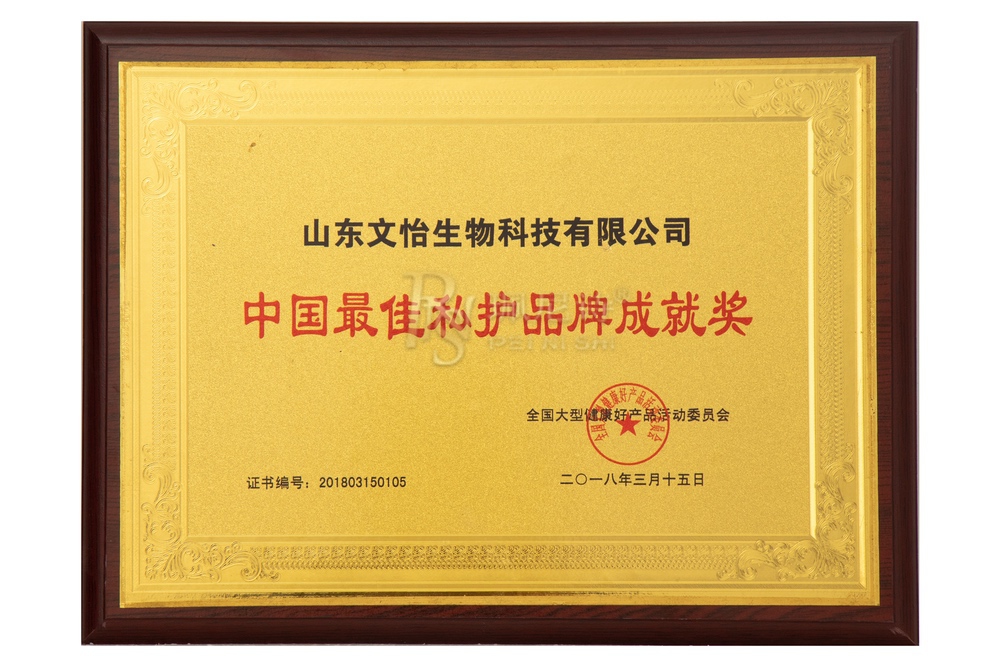 山东文怡生物科技有限公司
中国最佳私护品牌成就奖
全国大型健康好产品活动委员会
证书编号：201803150105
二〇一八年三月十五日